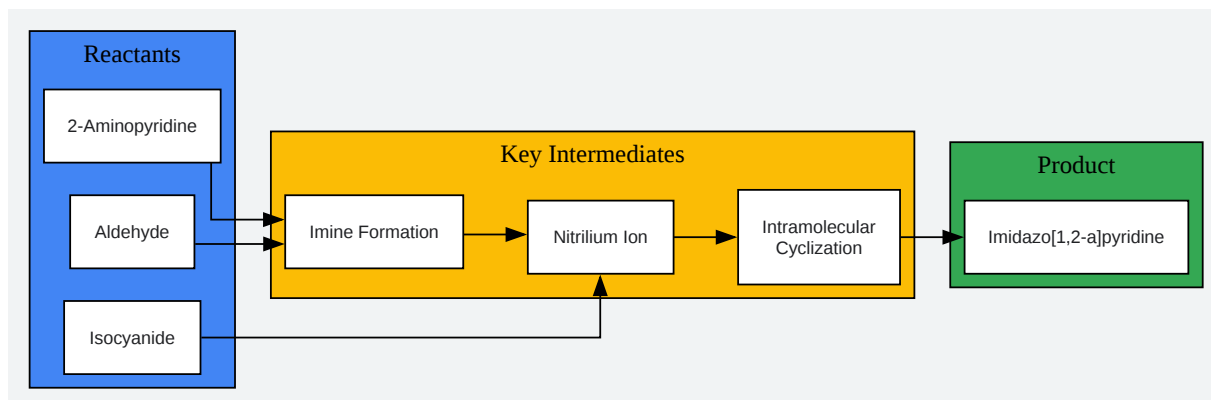 Reactants
2-Aminopyridine
Aldehyde
Isocyanide
Key Intermediates
Imine Formation
Nitrilium Ion
Intramolecular
Cyclization
Product
Imidazo[1,2-a]pyridine